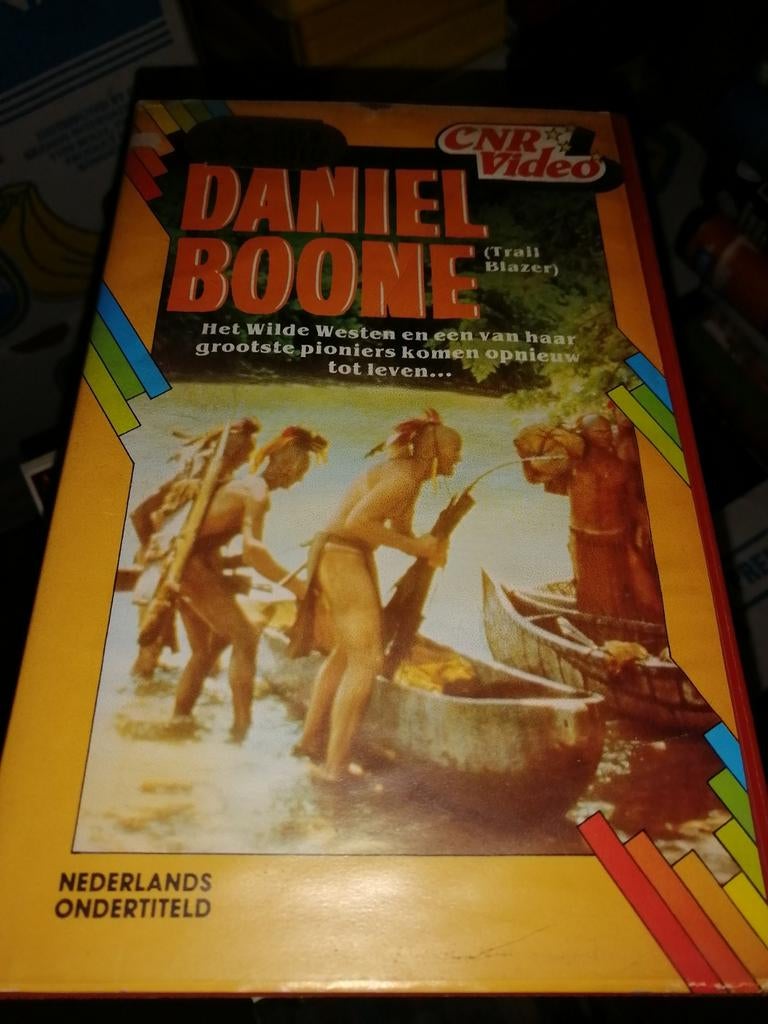 CNR
Video
DANIEL
BOONE
(Trail
Blazer)
Het Wilde Westen en een van haar
grootste pioniers komen opnieuw
tot leven...
NEDERLANDS
ONDERTITELD